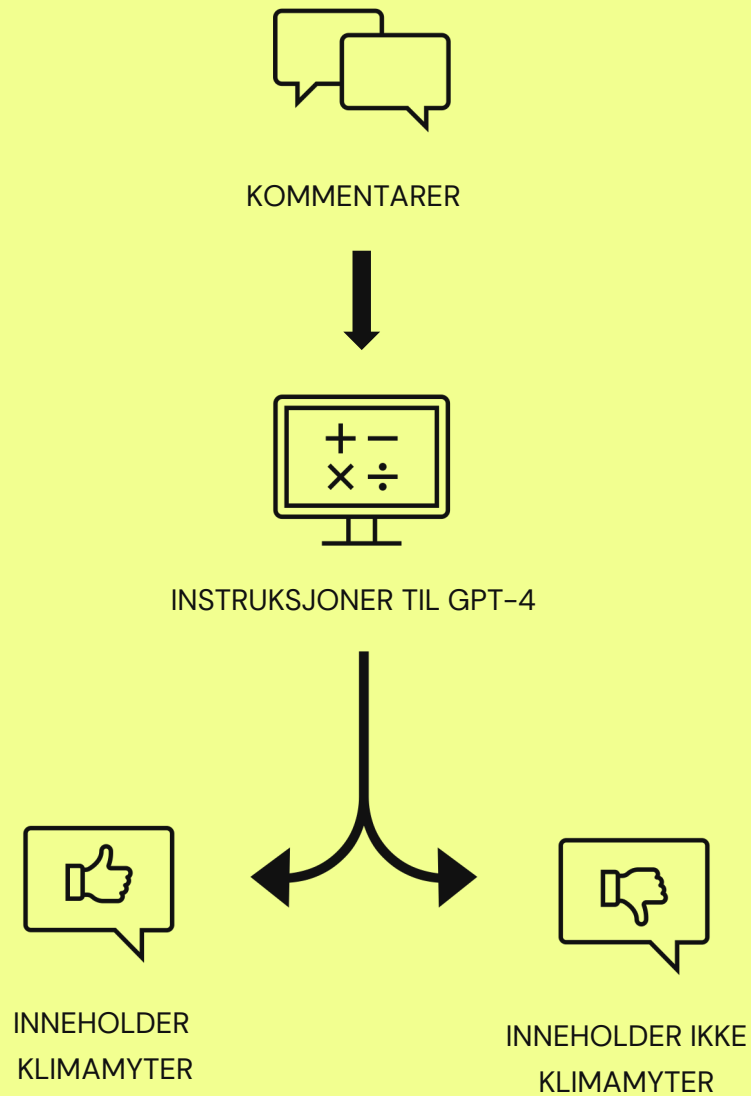 KOMMENTARER
INSTRUKSJONER TIL GPT-4
INNEHOLDER
KLIMAMYTER
INNEHOLDER IKKE
KLIMAMYTER